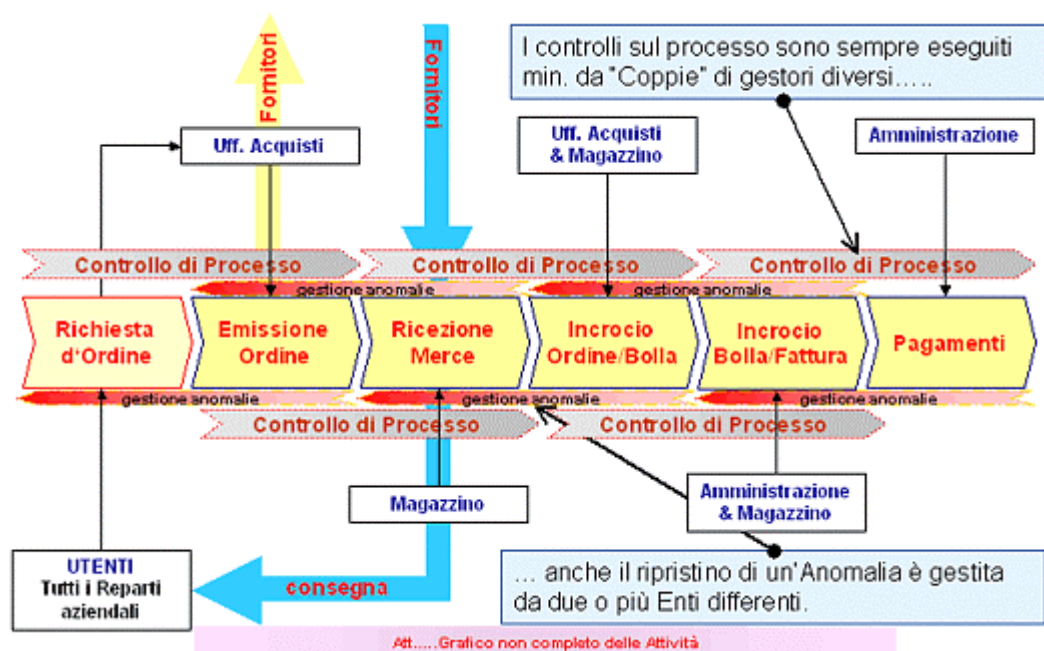 Fornitori
Fornitori
I controlli sul processo sono sempre eseguiti
min. da "Coppie" di gestori diversi.....
Uff. Acquisti
Uff. Acquisti
& Magazzino
Amministrazione
Controllo di Processo
Controllo di Processo
Controllo di Processo
gestione anomalie
gestione anomalie
Richiesta
d'Ordine
Emissione
Ordine
Ricezione
Merce
Incrocio
Ordine/Bolla
Incrocio
Bolla/Fattura
Pagamenti
gestione anomalie
gestione anomalie
gestione anomalie
Controllo di Processo
Controllo di Processo
Magazzino
Amministrazione
& Magazzino
UTENTI
Tutti i Reparti
aziendali
consegna
... anche il ripristino di un'Anomalia è gestita
da due o più Enti differenti.
Att.....Grafico non completo delle Attività